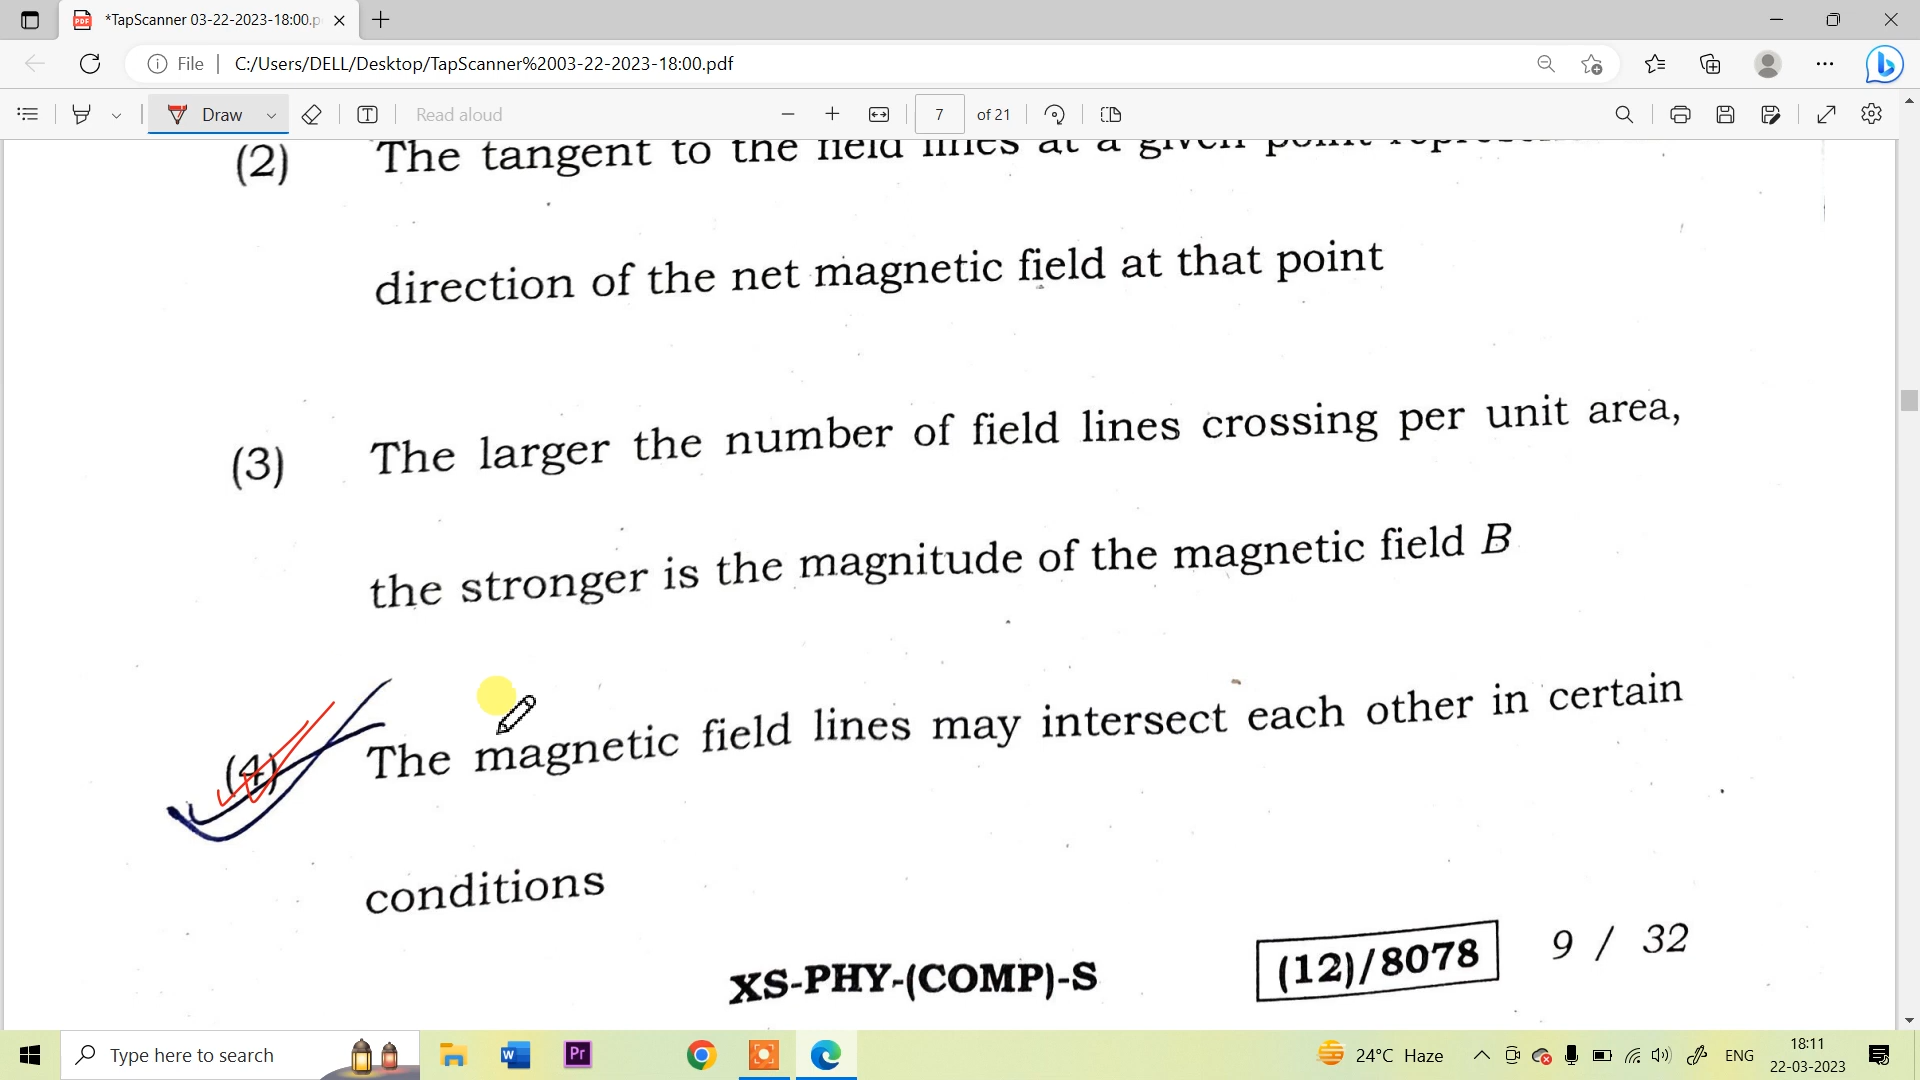 *TapScanner 03-22-2023-18:00.p
File
C:/Users/DELL/Desktop/TapScanner%2003-22-2023-18:00.pdf
Draw
Read aloud
7
of 21
(2) The tangent to the field lines at a given point
direction of the net magnetic field at that point
(3) The larger the number of field lines crossing per unit area,
the stronger is the magnitude of the magnetic field B
(4) The magnetic field lines may intersect each other in certain
conditions
XS-PHY-(COMP)-S
(12)/8078
9 / 32
Type here to search
24°C Haze
ENG
18:11
22-03-2023